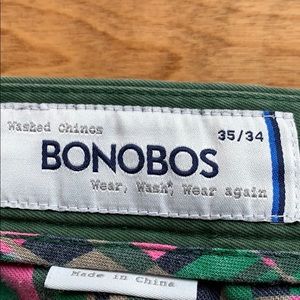 Washed Chinos
35/34
BONOBOS
Wear, Wash, Wear again
Made in China